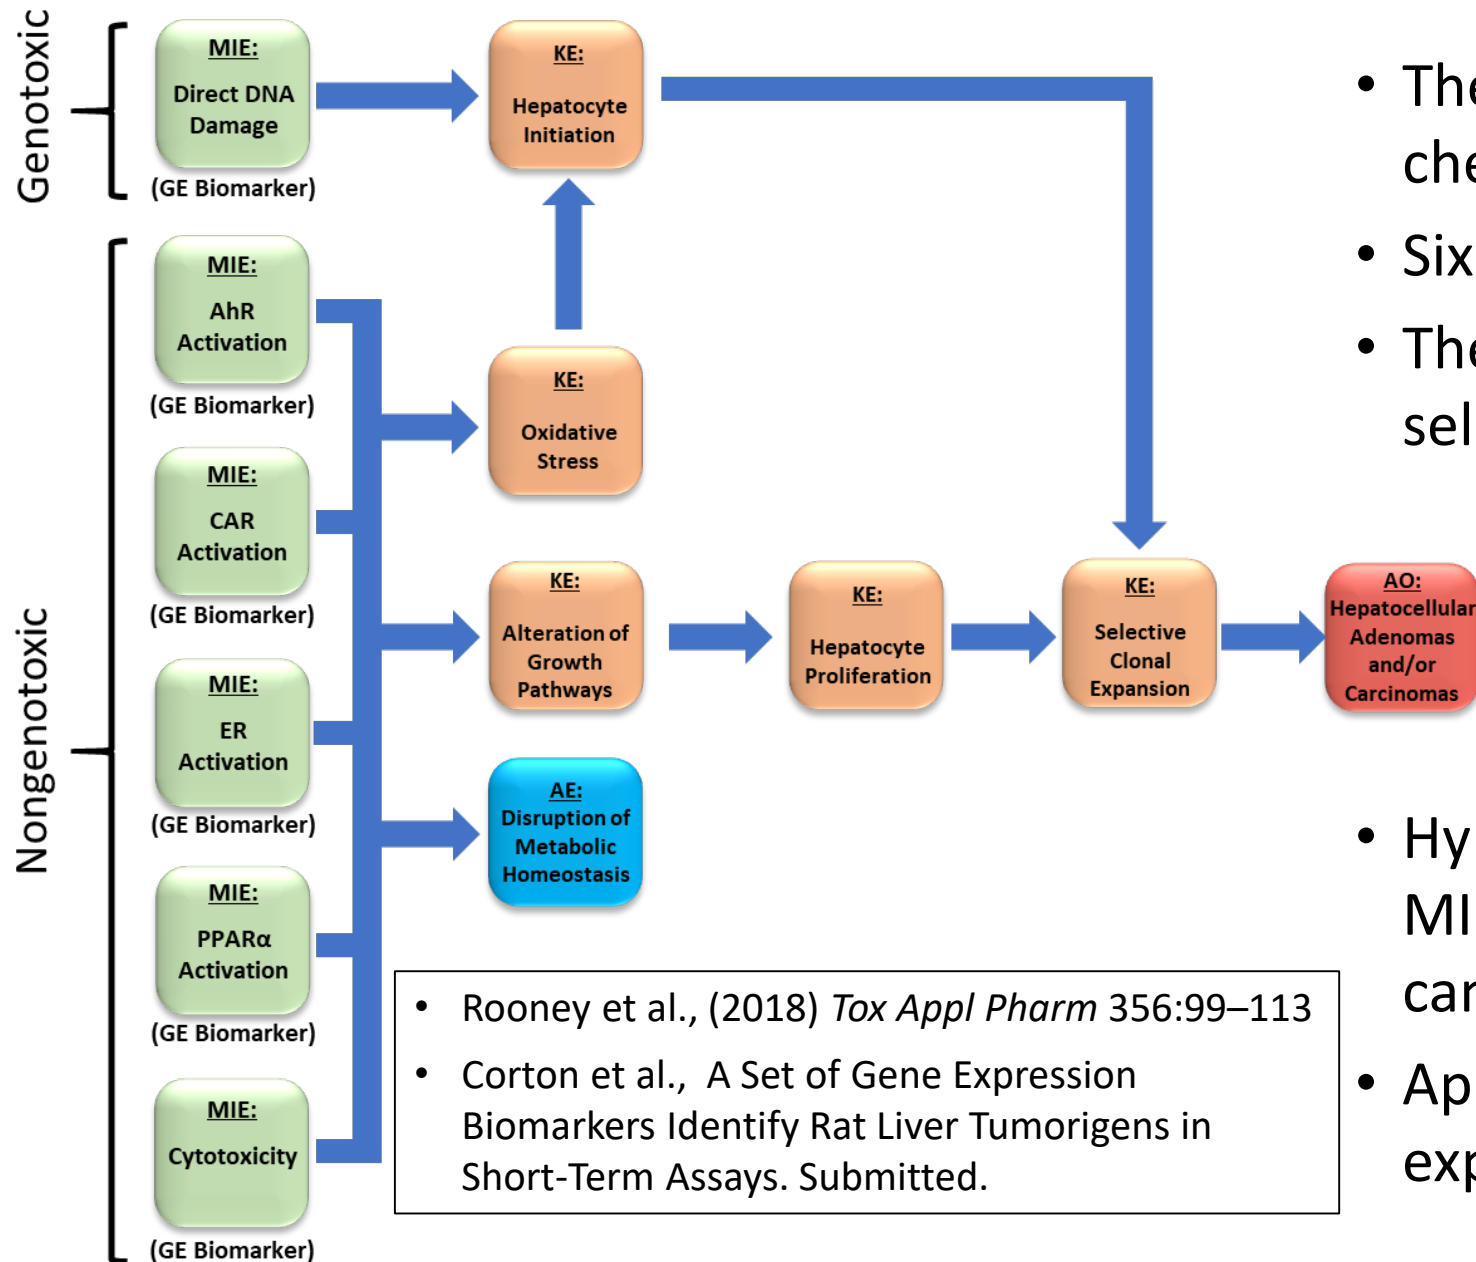 Genotoxic
MIE:
Direct DNA
Damage
(GE Biomarker)
KE:
Hepatocyte
Initiation
Nongenotoxic
MIE:
AhR
Activation
(GE Biomarker)
MIE:
CAR
Activation
(GE Biomarker)
MIE:
ER
Activation
(GE Biomarker)
MIE:
PPARα
Activation
(GE Biomarker)
MIE:
Cytotoxicity
(GE Biomarker)
KE:
Oxidative
Stress
KE:
Alteration of
Growth
Pathways
KE:
Hepatocyte
Proliferation
KE:
Selective
Clonal
Expansion
AO:
Hepatocellular
Adenomas
and/or
Carcinomas
AE:
Disruption of
Metabolic
Homeostasis
• Rooney et al., (2018) Tox Appl Pharm 356:99–113
• Corton et al., A Set of Gene Expression
Biomarkers Identify Rat Liver Tumorigens in
Short-Term Assays. Submitted.
• The
che
• Six
• The
sel
• Hy
MI
car
• Ap
exp